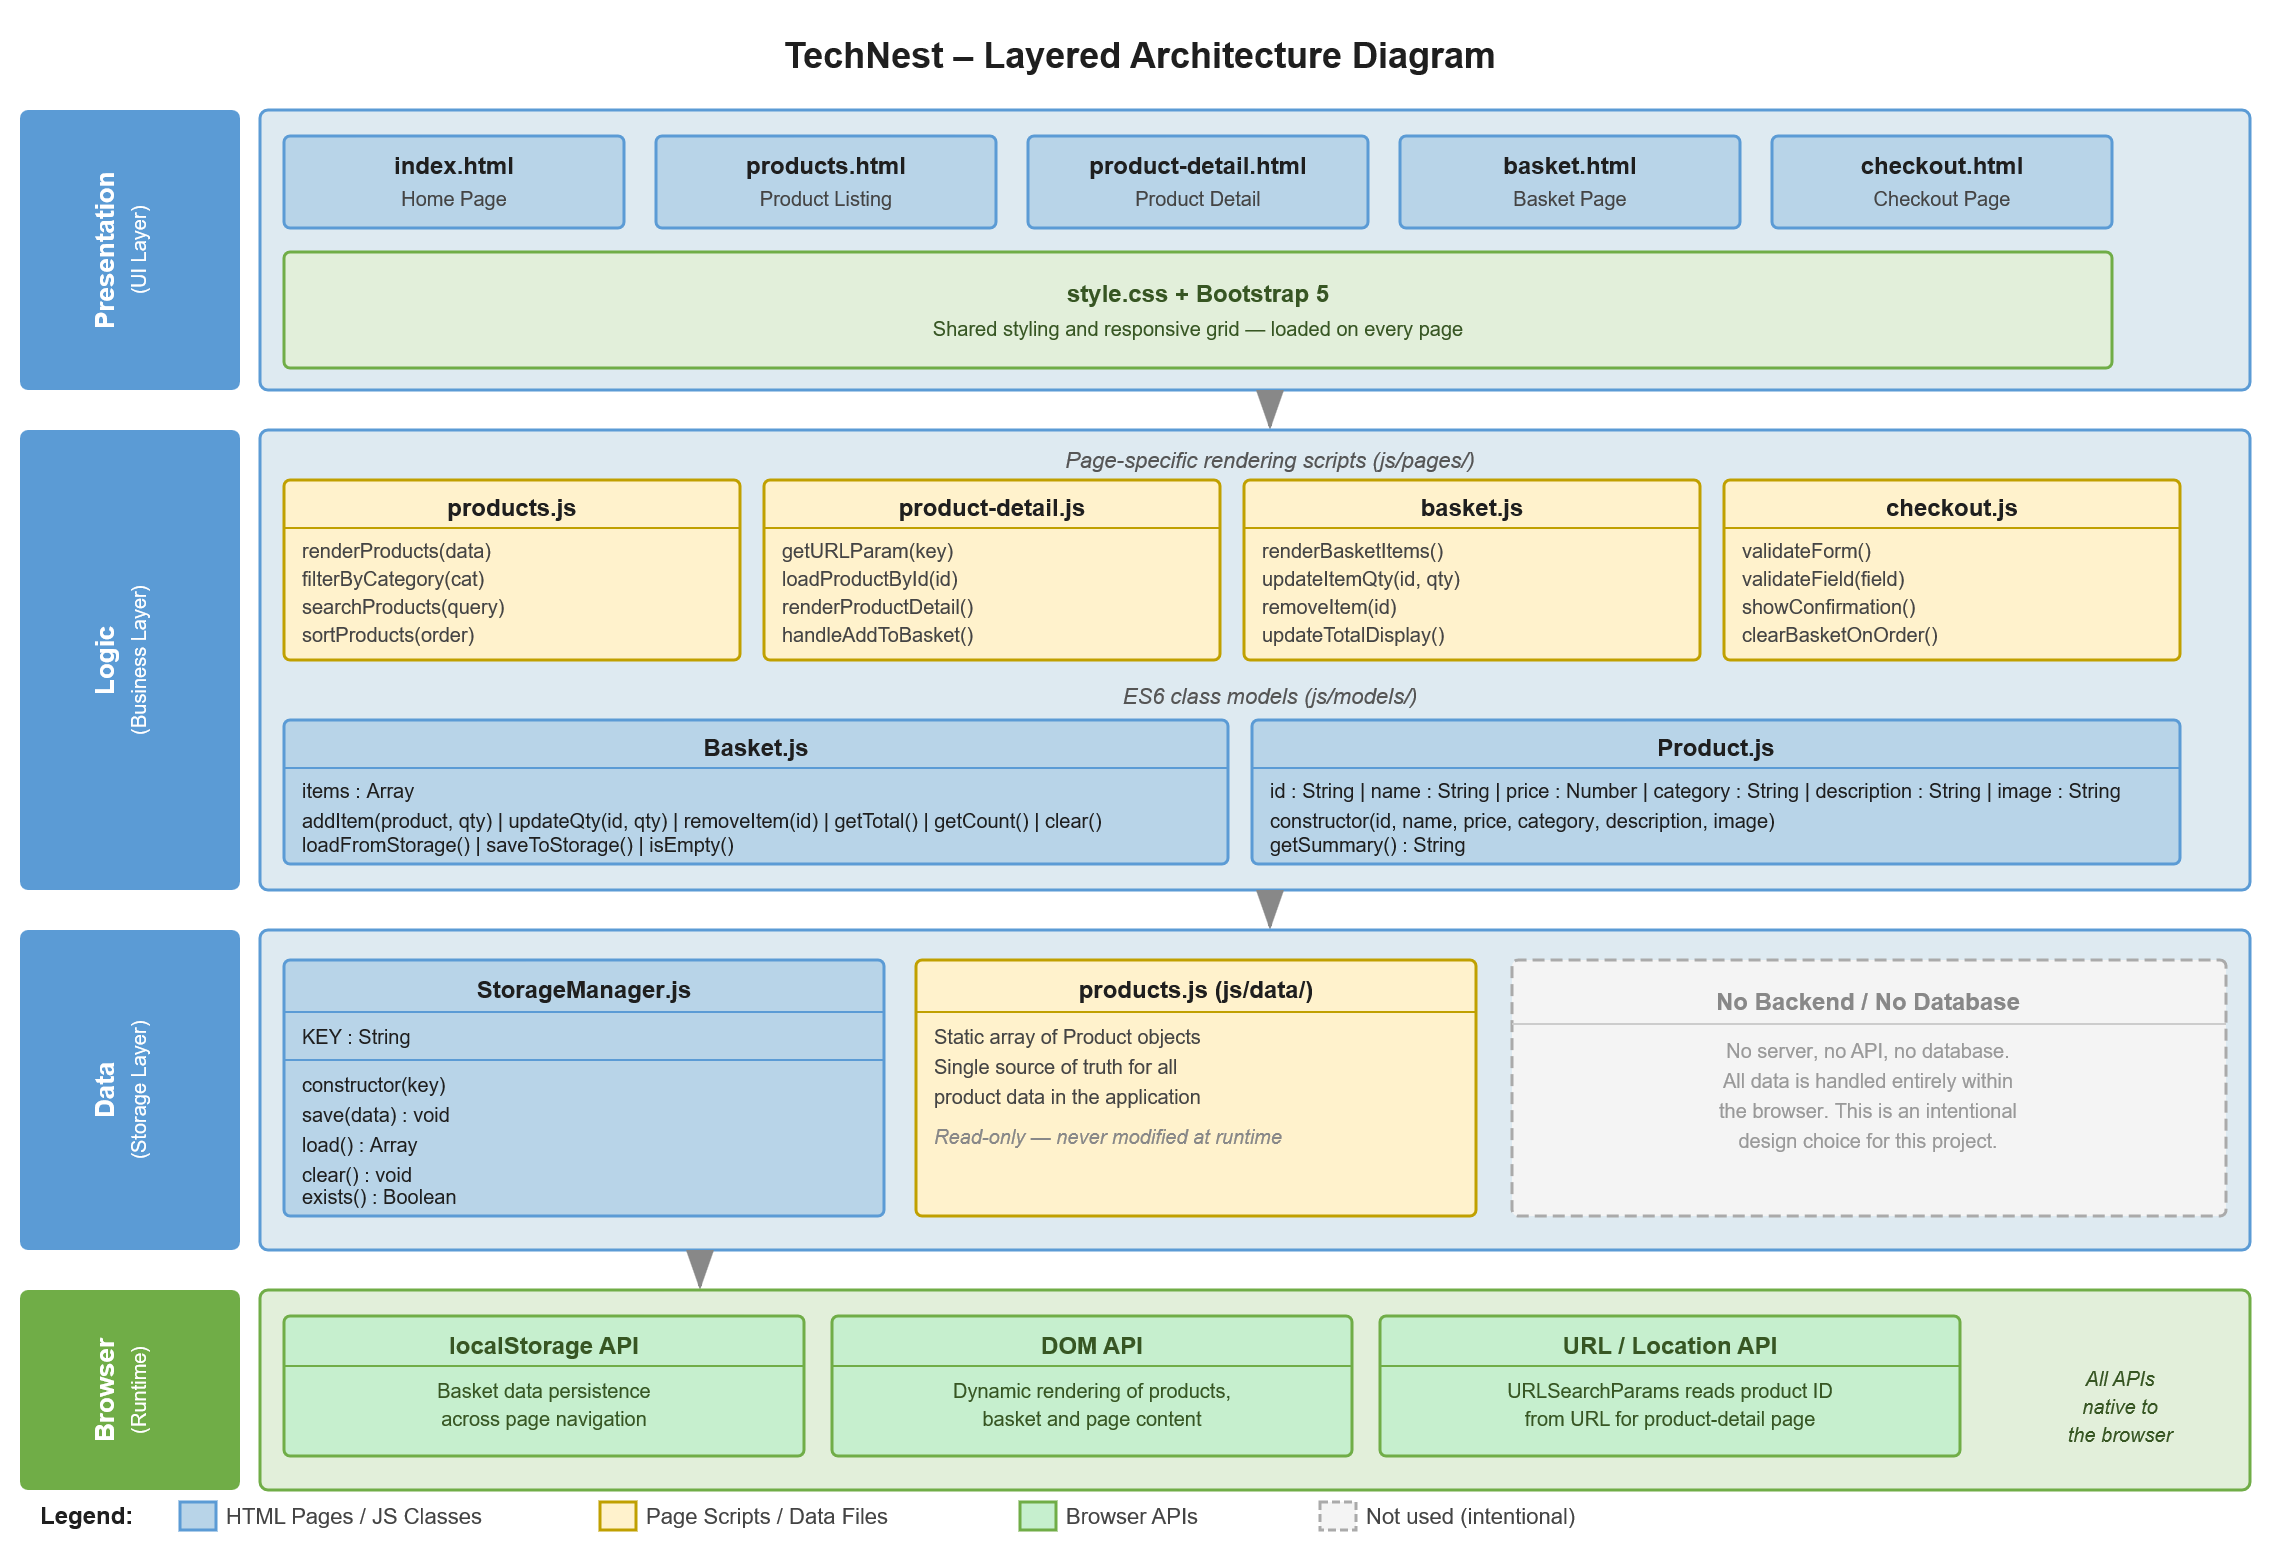 TechNest – Layered Architecture Diagram
Presentation
(UI Layer)
index.html
Home Page
products.html
Product Listing
product-detail.html
Product Detail
basket.html
Basket Page
checkout.html
Checkout Page
style.css + Bootstrap 5
Shared styling and responsive grid — loaded on every page
Logic
(Business Layer)
Page-specific rendering scripts (js/pages/)
products.js
renderProducts(data)
filterByCategory(cat)
searchProducts(query)
sortProducts(order)
product-detail.js
getURLParam(key)
loadProductById(id)
renderProductDetail()
handleAddToBasket()
basket.js
renderBasketItems()
updateItemQty(id, qty)
removeItem(id)
updateTotalDisplay()
checkout.js
validateForm()
validateField(field)
showConfirmation()
clearBasketOnOrder()
ES6 class models (js/models/)
Basket.js
items : Array
addItem(product, qty) | updateQty(id, qty) | removeItem(id) | getTotal() | getCount() | clear()
loadFromStorage() | saveToStorage() | isEmpty()
Product.js
id : String | name : String | price : Number | category : String | description : String | image : String
constructor(id, name, price, category, description, image)
getSummary() : String
Data
(Storage Layer)
StorageManager.js
KEY : String
constructor(key)
save(data) : void
load() : Array
clear() : void
exists() : Boolean
products.js (js/data/)
Static array of Product objects
Single source of truth for all
product data in the application
Read-only — never modified at runtime
No Backend / No Database
No server, no API, no database.
All data is handled entirely within
the browser. This is an intentional
design choice for this project.
Browser
(Runtime)
localStorage API
Basket data persistence
across page navigation
DOM API
Dynamic rendering of products,
basket and page content
URL / Location API
URLSearchParams reads product ID
from URL for product-detail page
All APIs
native to
the browser
Legend:
HTML Pages / JS Classes
Page Scripts / Data Files
Browser APIs
Not used (intentional)